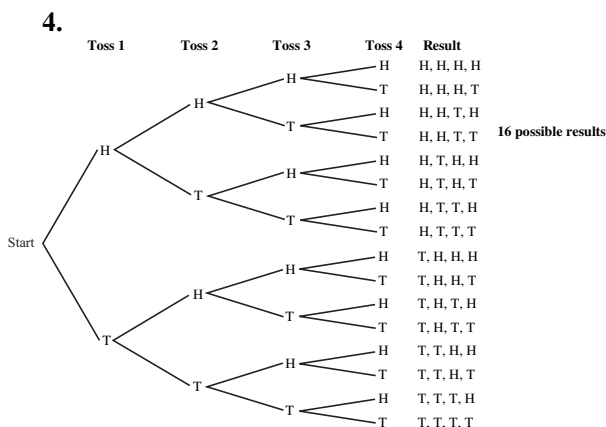 4.
Toss 1 Toss 2 Toss 3 Toss 4 Result
H H, H, H, H
H
T H, H, H, T
H
H H, H, T, H
T
T H, H, T, T
16 possible results
H
H H, T, H, H
H
T H, T, H, T
T
H H, T, T, H
T
T H, T, T, T
Start
H T, H, H, H
H
T T, H, H, T
H
H T, H, T, H
T
T T, H, T, T
T
H T, T, H, H
H
T T, T, H, T
T
H T, T, T, H
T
T T, T, T, T